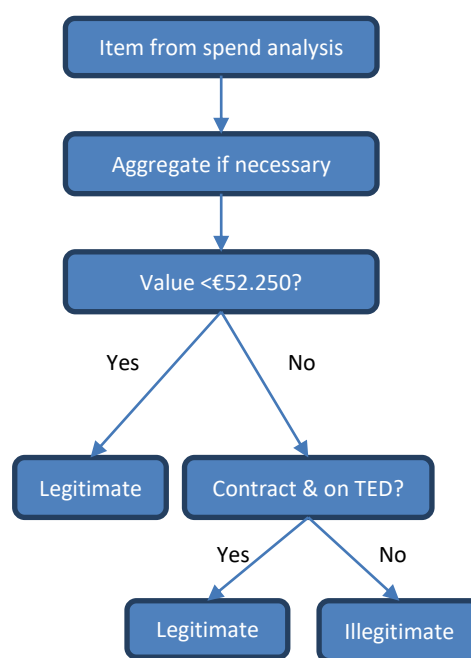 Item from spend analysis
Aggregate if necessary
Value <€52.250?
Yes
No
Legitimate
Contract & on TED?
Yes
No
Legitimate
Illegitimate